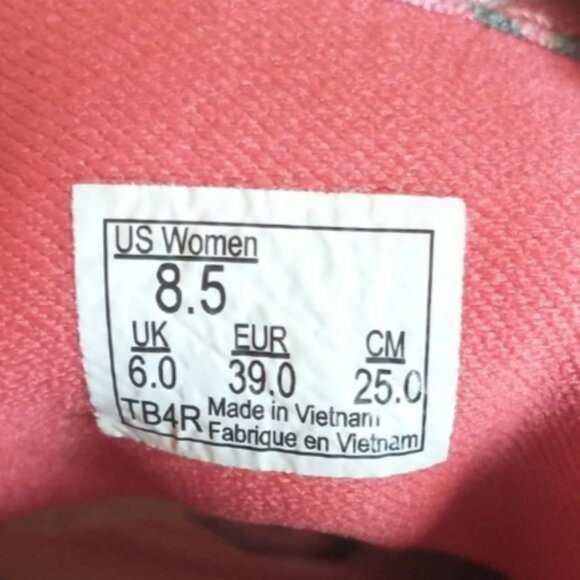 US Women
8.5
UK EUR CM
6.0 39.0 25.0
TB4R Made in Vietnam
Fabrique en Vietnam